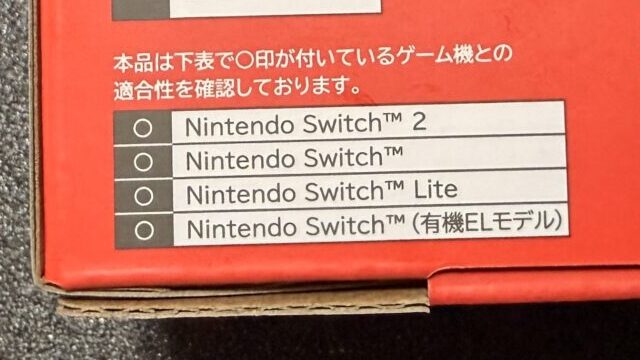 本品は下表で○印が付いているゲーム機との
適合性を確認しております。
○ Nintendo Switch™ 2
○ Nintendo Switch™
○ Nintendo Switch™ Lite
○ Nintendo Switch™ (有機ELモデル)